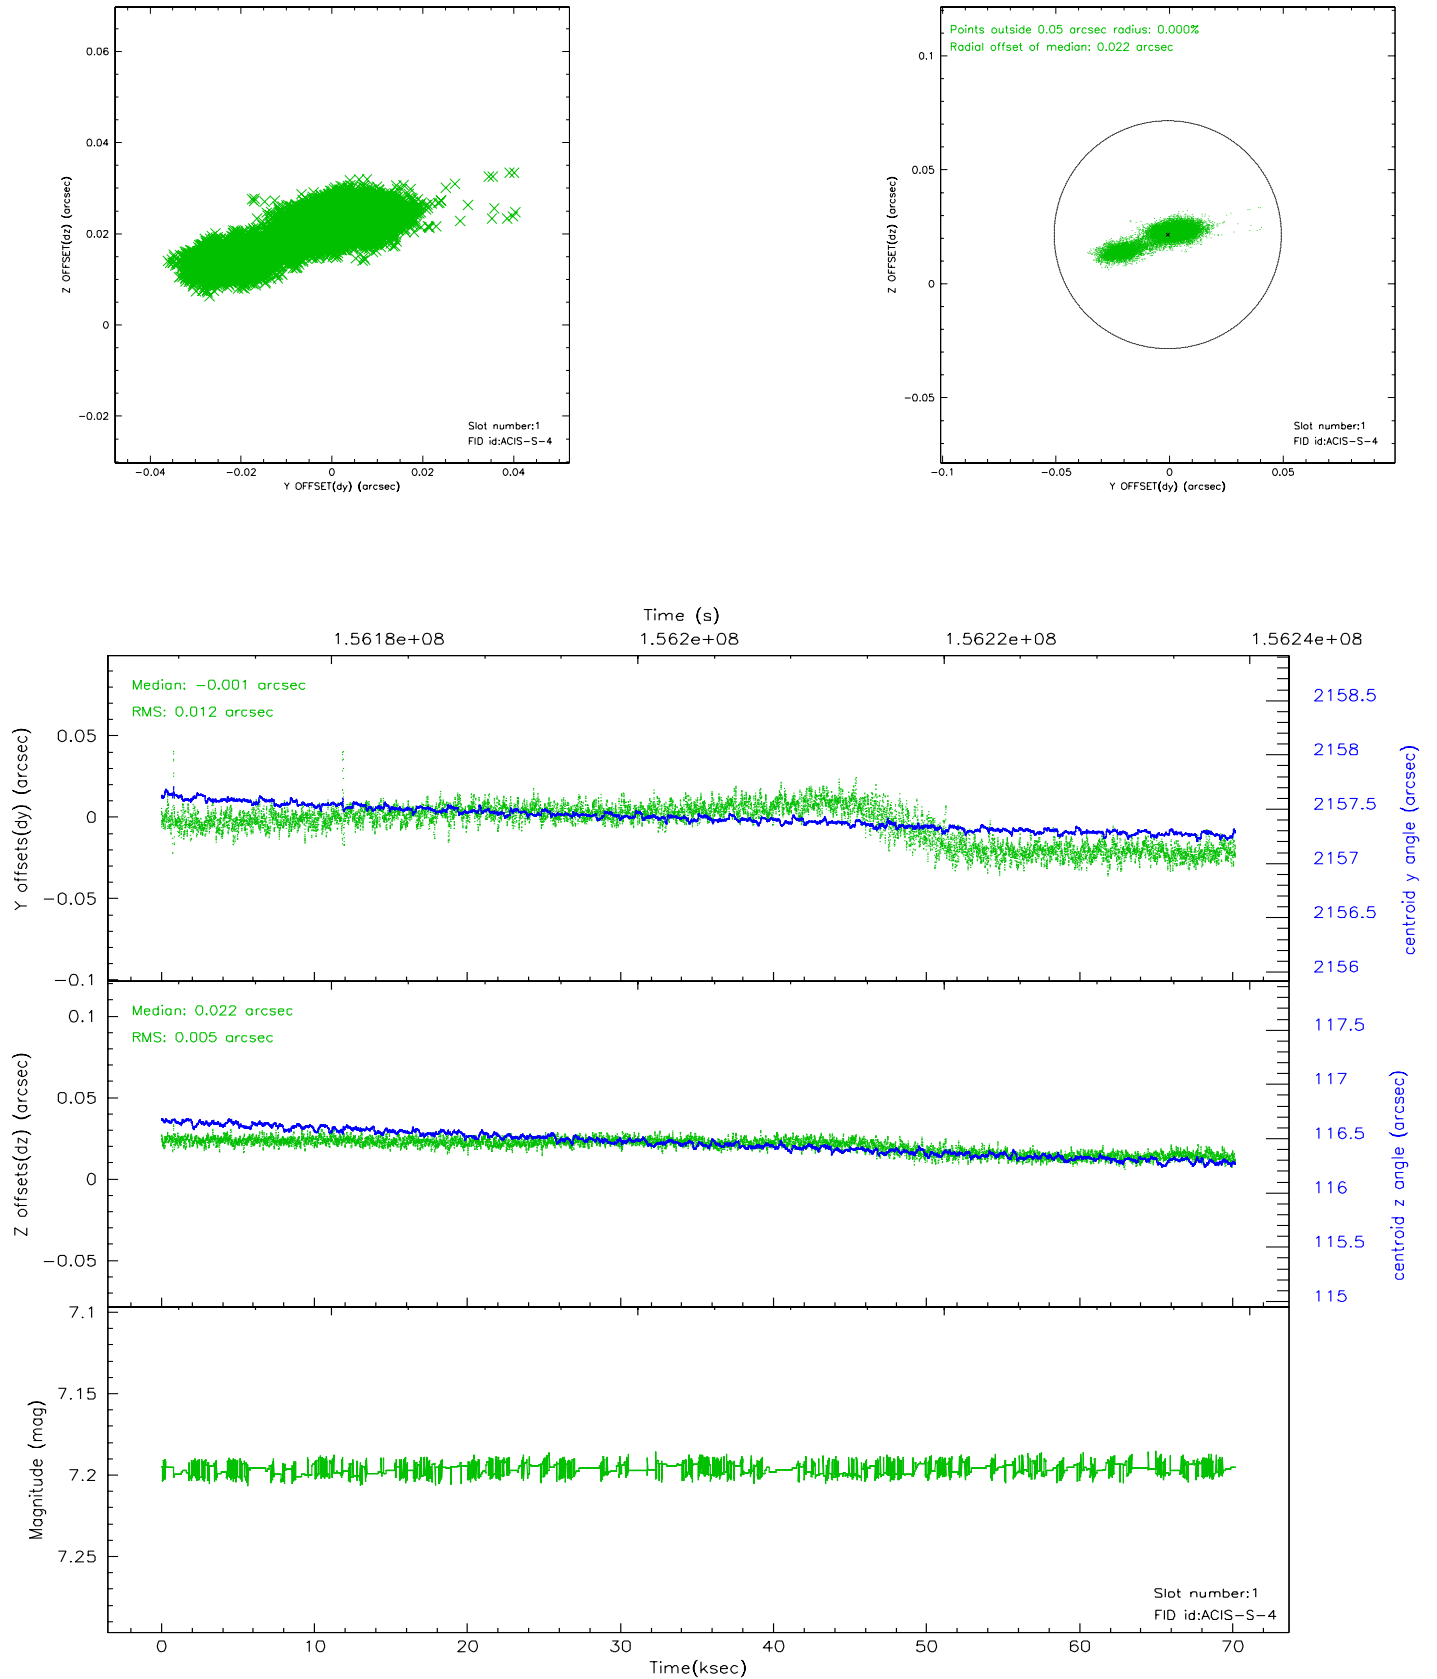 0.06
0.04
0.02
0
−0.02
Z OFFSET(dz) (arcsec)
Slot number:1
FID id:ACIS−S−4
−0.04
−0.02
0
0.02
0.04
Y OFFSET(dy) (arcsec)
Points outside 0.05 arcsec radius: 0.000%
Radial offset of median: 0.022 arcsec
0.1
0.05
0
−0.05
Z OFFSET(dz) (arcsec)
Slot number:1
FID id:ACIS−S−4
−0.1
−0.05
0
0.05
Y OFFSET(dy) (arcsec)
Time (s)
1.5618e+08
1.562e+08
1.5622e+08
1.5624e+08
Median: −0.001 arcsec
RMS: 0.012 arcsec
0.05
0
−0.05
−0.1
Y offsets(dy) (arcsec)
2158.5
2158
2157.5
2157
2156.5
2156
centroid y angle (arcsec)
Median: 0.022 arcsec
RMS: 0.005 arcsec
0.1
0.05
0
−0.05
Z offsets(dz) (arcsec)
117.5
117
116.5
116
115.5
115
centroid z angle (arcsec)
7.1
7.15
7.2
7.25
Magnitude (mag)
Slot number:1
FID id:ACIS−S−4
0
10
20
30
40
50
60
70
Time(ksec)